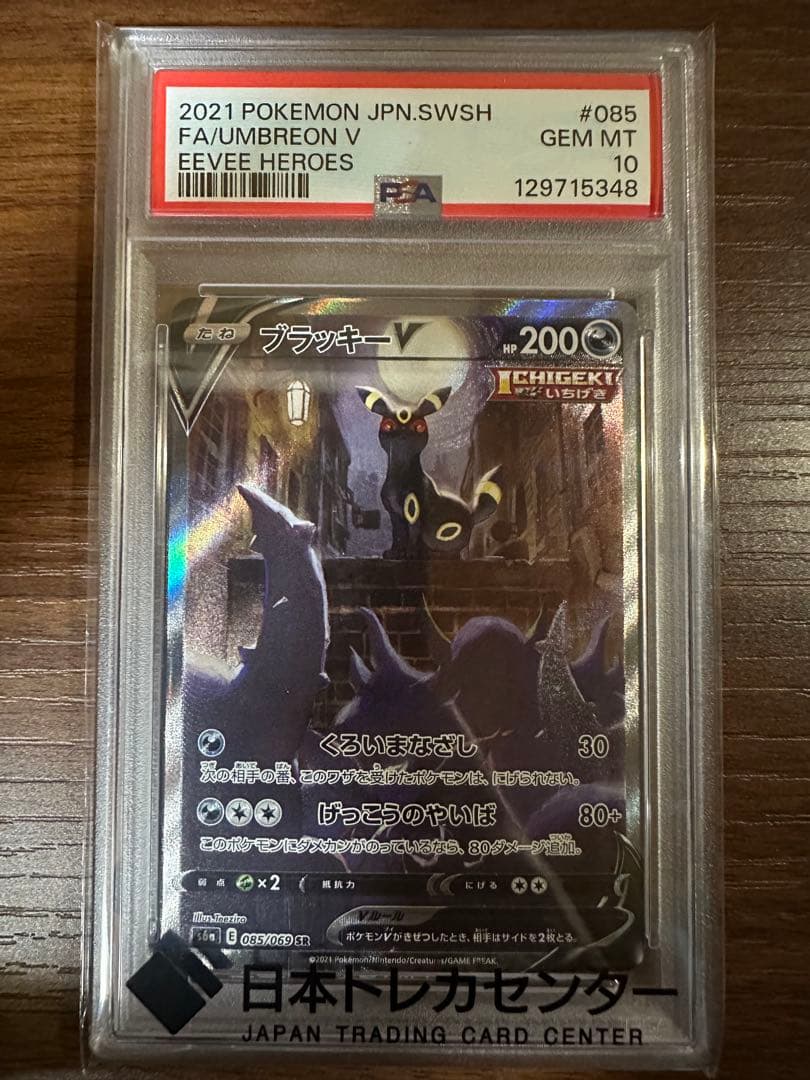 2021 POKEMON JPN.SWSH #085
FA/UMBREON V GEM MT
EEVEE HEROES 10
PSA 129715348
たね ブラッキーV HP 200
ICHIGEKI
いちげき
くろいまなざし 30
次の相手の番、このワザを受けたポケモンは、にげられない。
げっこうのやいば 80+
このポケモンにダメカンがのっているなら、80ダメージ追加。
弱点 ×2 抵抗力 にげる
Illus.Teeziro
Vルール
s6a E 085/069 SR ポケモンVがきぜつしたとき、相手はサイドを2枚とる。
©2021 Pokémon/Nintendo/Creatures/GAME FREAK.
日本トレカセンター
JAPAN TRADING CARD CENTER